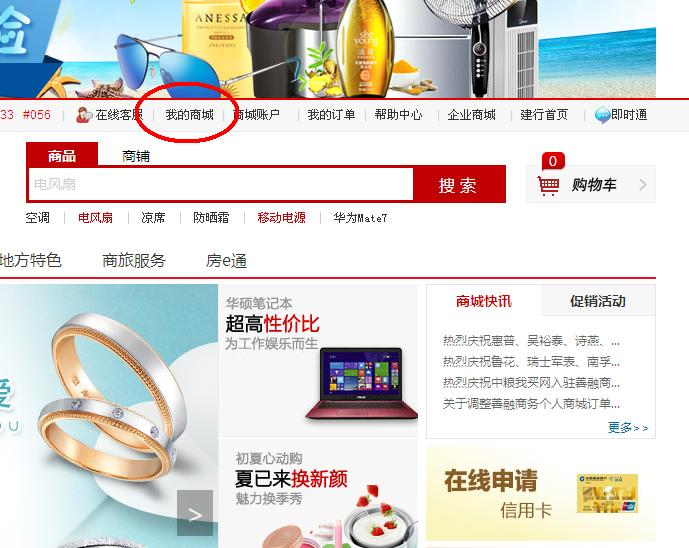 险
ANESSA
SHISEIDO
33 #056 在线客服 我的商城 商城账户 我的订单 帮助中心 企业商城 建行首页 即时通
商品 商铺
电风扇 搜索
0
购物车
空调 电风扇 凉席 防晒霜 移动电源 华为Mate7
地方特色 商旅服务 房e通
华硕笔记本
超高性价比
为工作娱乐而生
商城快讯 促销活动
热烈庆祝惠普、吴裕泰、诗燕、...
热烈庆祝鲁花、瑞士军表、南孚...
热烈庆祝中粮我买网入驻善融商...
关于调整善融商务个人商城订单...
更多>>
爱
OU
初夏心动购
夏已来换新颜
魅力换季秀
>
在线申请
信用卡